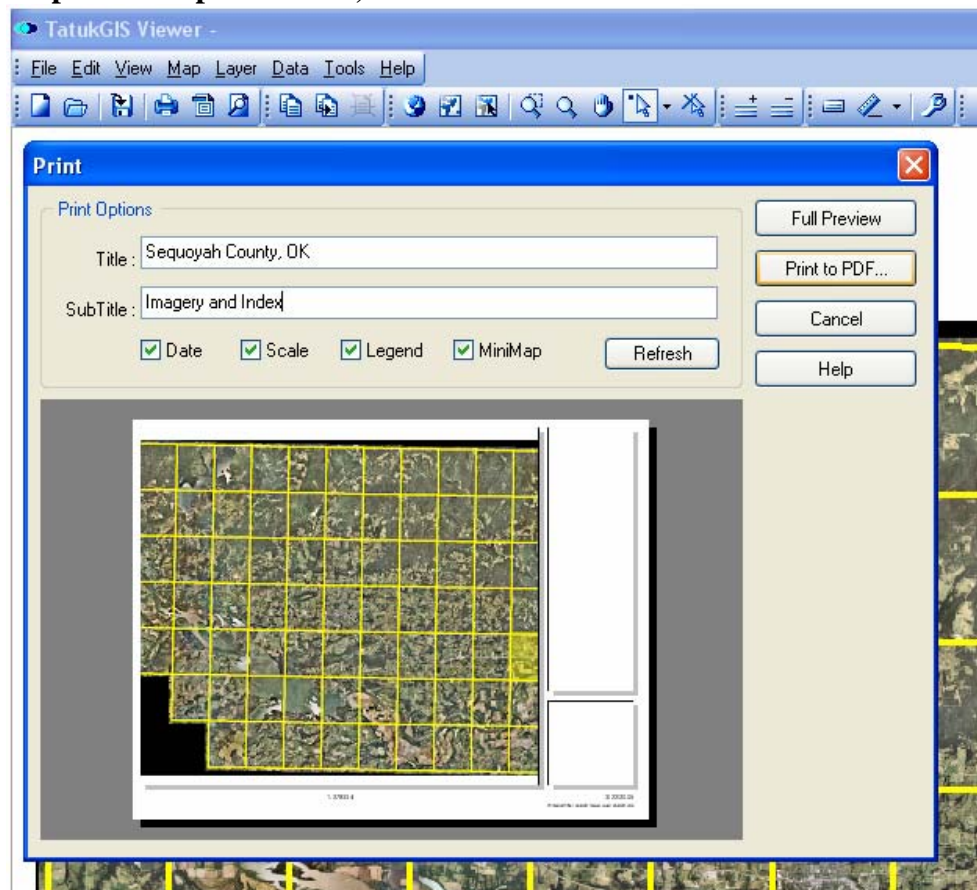 TatukGIS Viewer -
File Edit View Map Layer Data Tools Help
Print
Print Options
Title : Sequoyah County, OK
SubTitle : Imagery and Index
Date Scale Legend MiniMap Refresh
Full Preview
Print to PDF...
Cancel
Help